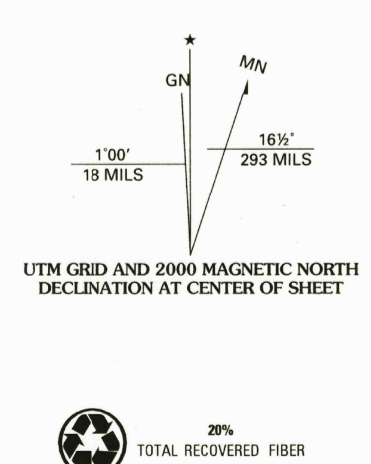 ★
GN
MN
1°00′
18 MILS
16½°
293 MILS
UTM GRID AND 2000 MAGNETIC NORTH
DECLINATION AT CENTER OF SHEET
20%
TOTAL RECOVERED FIBER